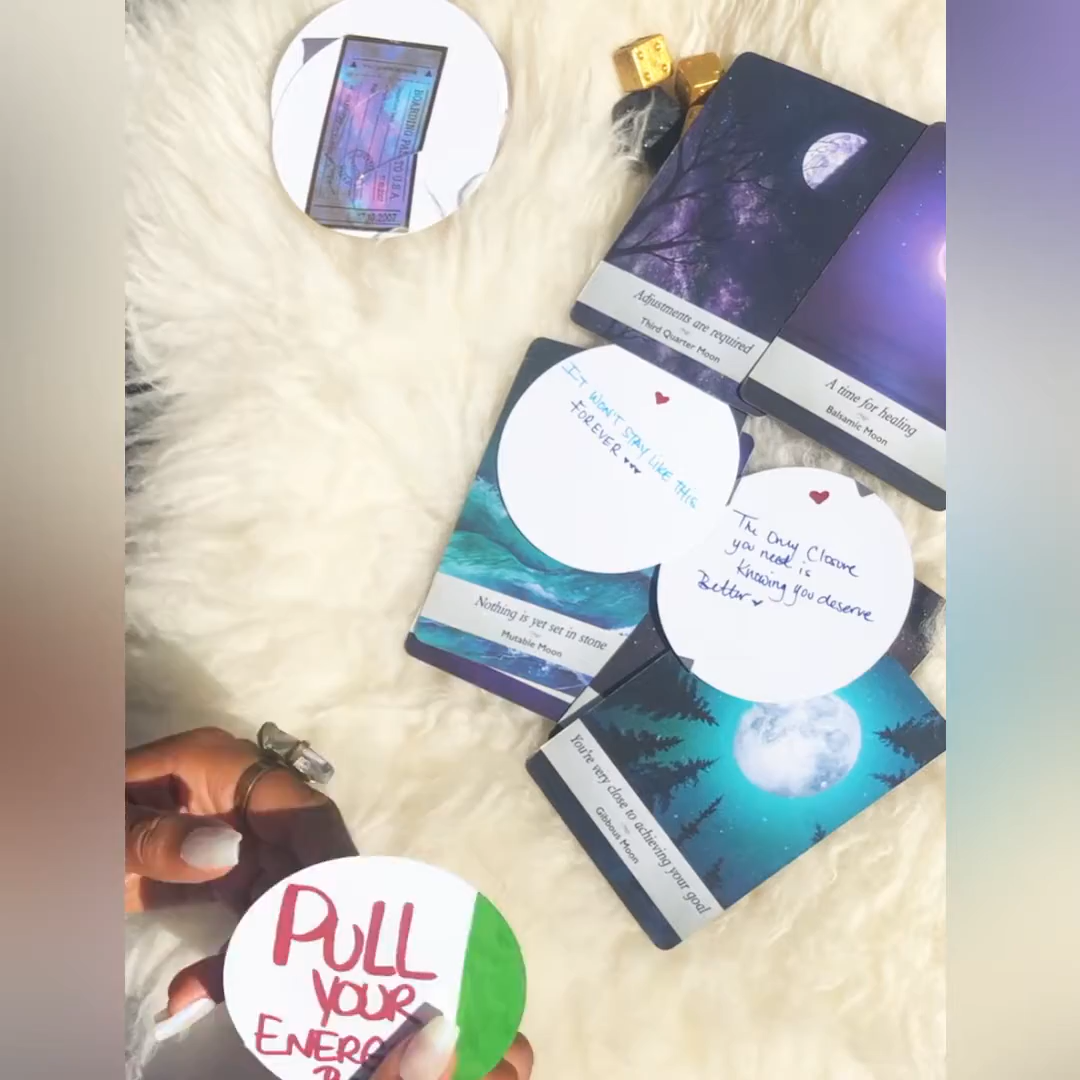 BOARDING PASS TO U.S.A.
Adjustments are required
Third Quarter Moon
A time for healing
Balsamic Moon
IT WON'T STAY LIKE THIS
FOREVER
The Only Closure
you need is
Knowing you deserve
Better
Nothing is yet set in stone
Mutable Moon
You're very close to achieving your goal
Gibbous Moon
PULL
YOUR